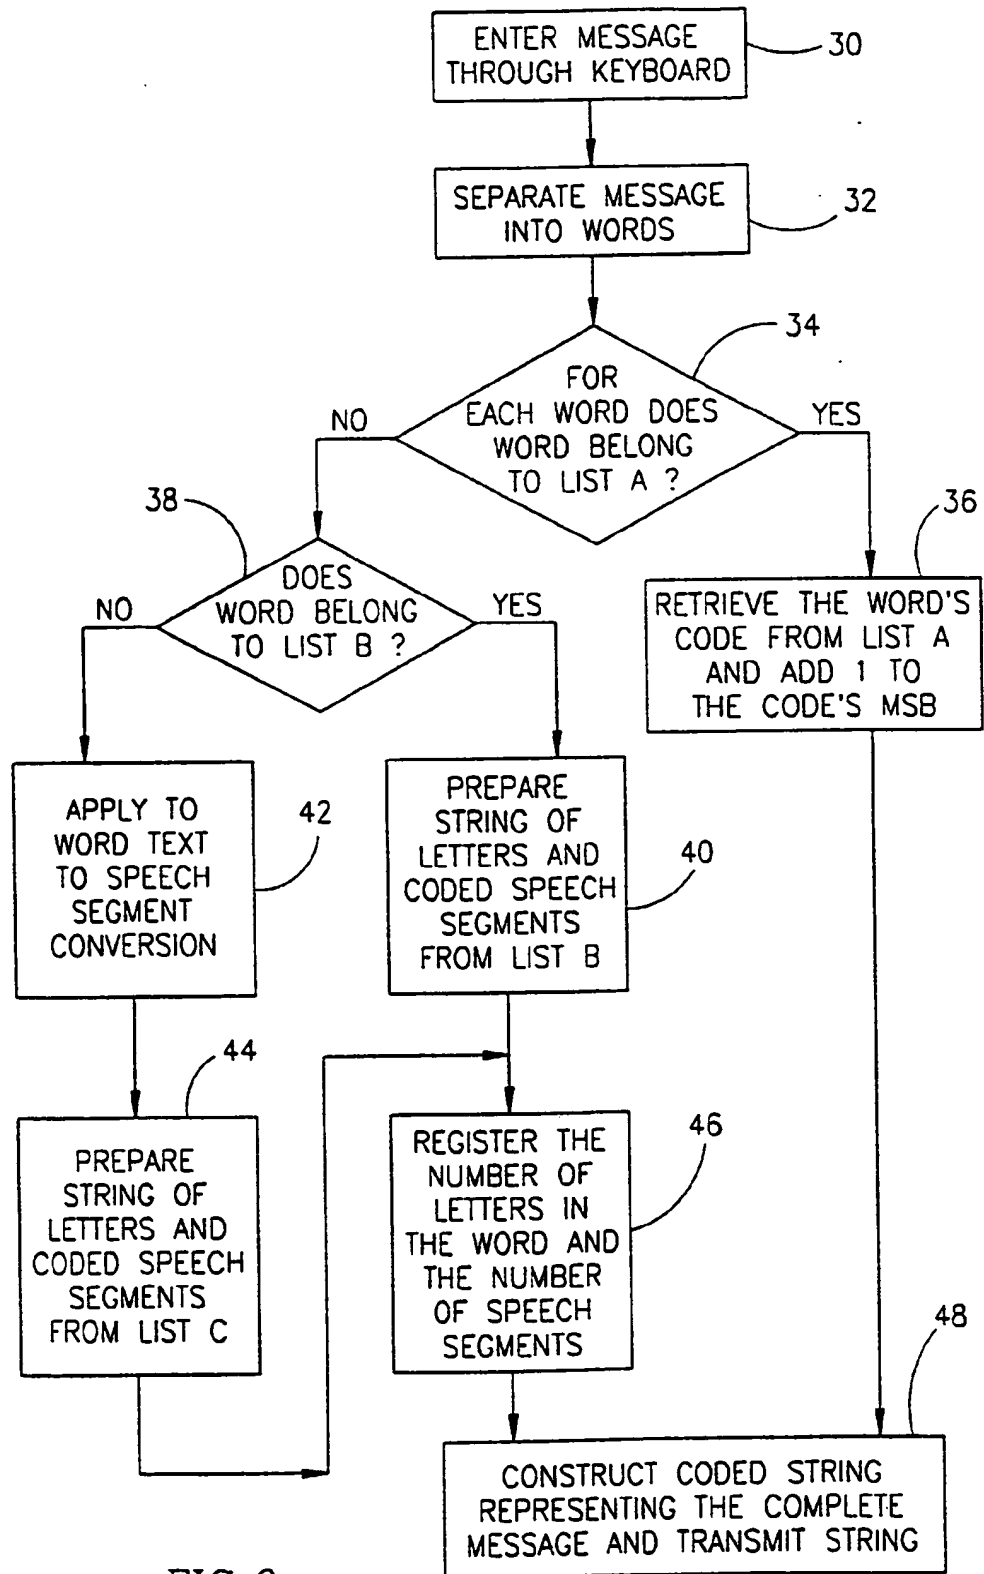 ENTER MESSAGE
THROUGH KEYBOARD
30
SEPARATE MESSAGE
INTO WORDS
32
34
FOR
EACH WORD DOES
WORD BELONG
TO LIST A ?
NO
YES
38
DOES
WORD BELONG
TO LIST B ?
NO
YES
36
RETRIEVE THE WORD'S
CODE FROM LIST A
AND ADD 1 TO
THE CODE'S MSB
APPLY TO
WORD TEXT
TO SPEECH
SEGMENT
CONVERSION
42
PREPARE
STRING OF
LETTERS AND
CODED SPEECH
SEGMENTS
FROM LIST B
40
44
PREPARE
STRING OF
LETTERS AND
CODED SPEECH
SEGMENTS
FROM LIST C
REGISTER THE
NUMBER OF
LETTERS IN
THE WORD AND
THE NUMBER
OF SPEECH
SEGMENTS
46
48
CONSTRUCT CODED STRING
REPRESENTING THE COMPLETE
MESSAGE AND TRANSMIT STRING